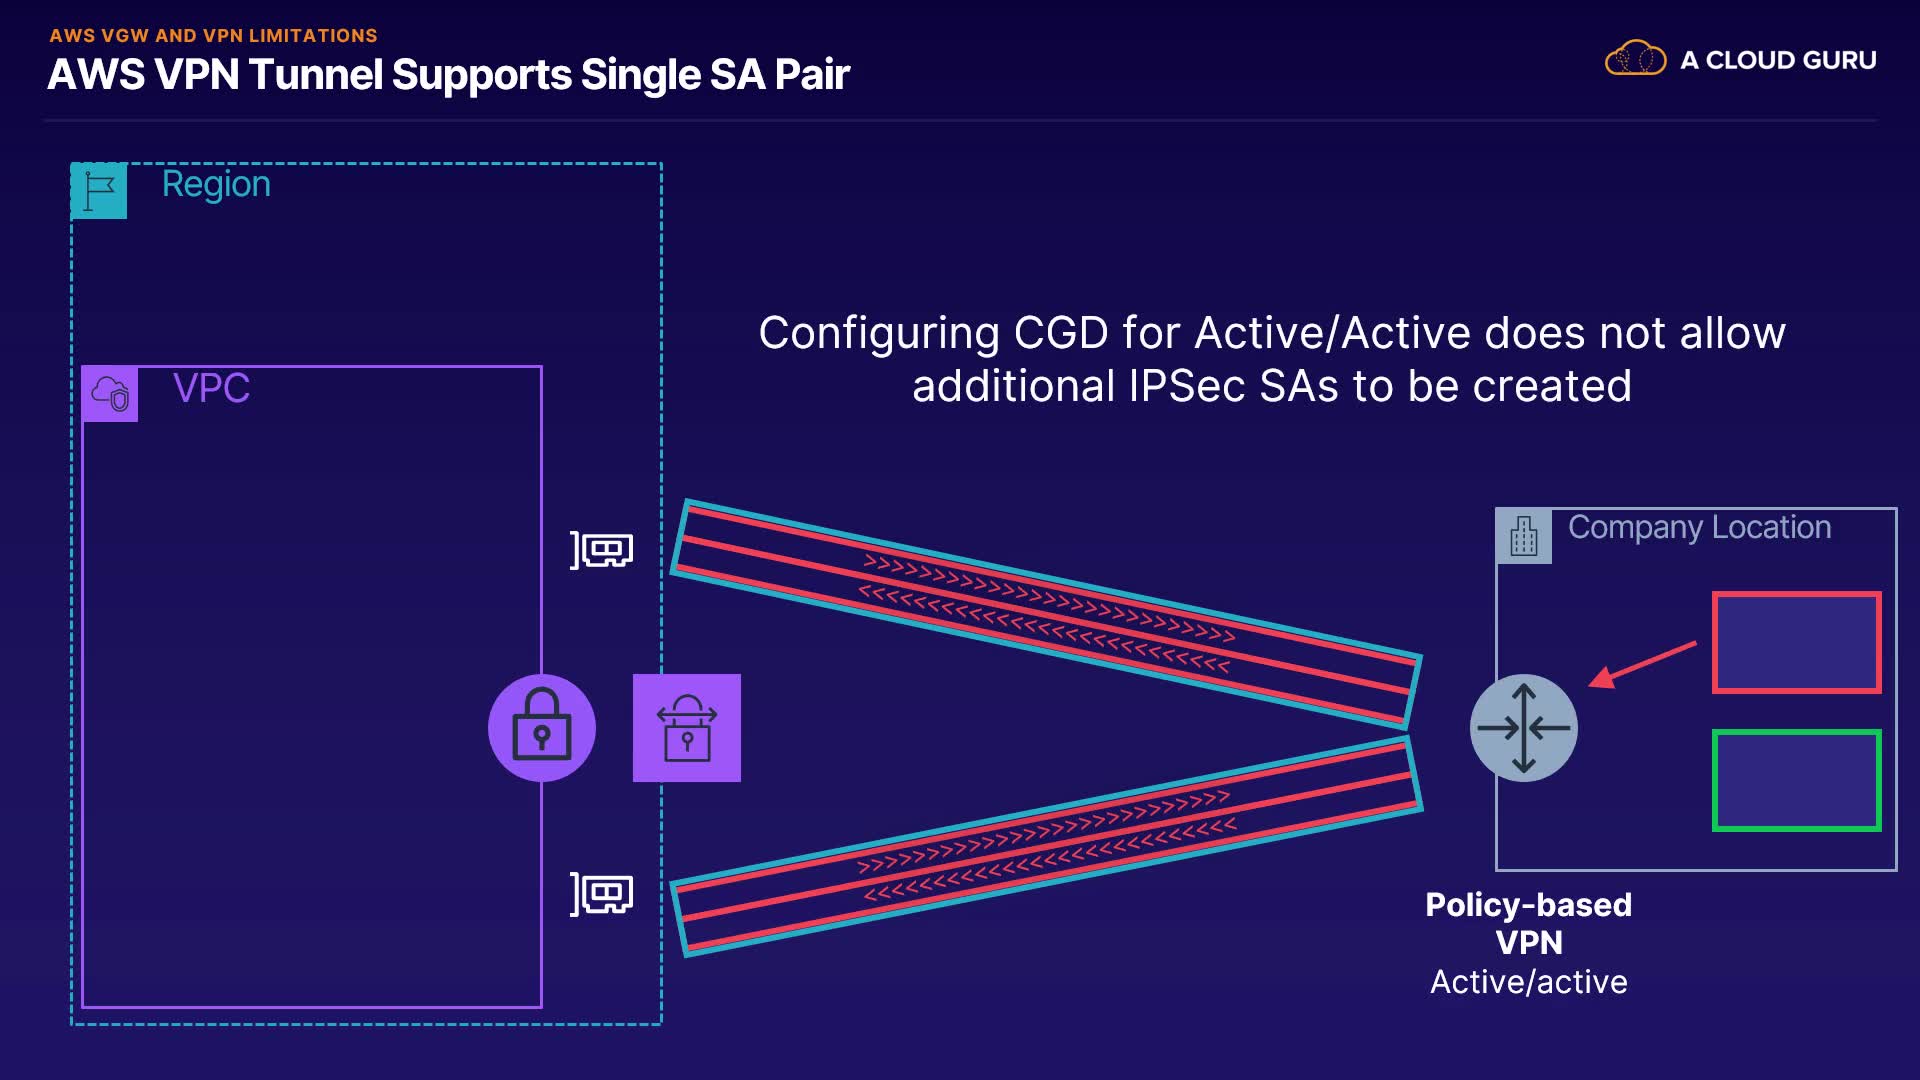 AWS VGW AND VPN LIMITATIONS
AWS VPN Tunnel Supports Single SA Pair
A CLOUD GURU
Region
VPC
Configuring CGD for Active/Active does not allow
additional IPSec SAs to be created
Company Location
Policy-based
VPN
Active/active